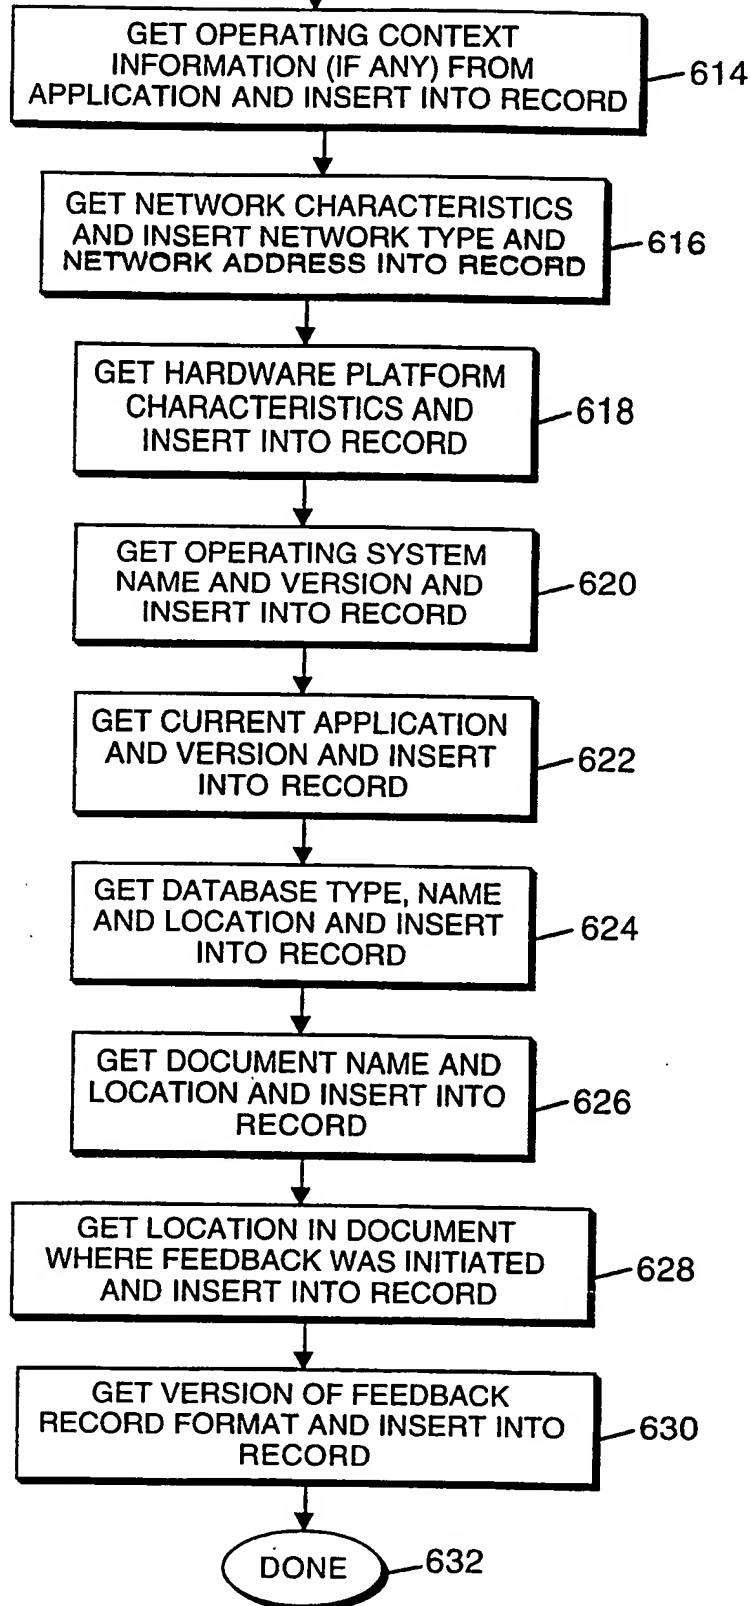 GET OPERATING CONTEXT
INFORMATION (IF ANY) FROM
APPLICATION AND INSERT INTO RECORD
614
GET NETWORK CHARACTERISTICS
AND INSERT NETWORK TYPE AND
NETWORK ADDRESS INTO RECORD
616
GET HARDWARE PLATFORM
CHARACTERISTICS AND
INSERT INTO RECORD
618
GET OPERATING SYSTEM
NAME AND VERSION AND
INSERT INTO RECORD
620
GET CURRENT APPLICATION
AND VERSION AND INSERT
INTO RECORD
622
GET DATABASE TYPE, NAME
AND LOCATION AND INSERT
INTO RECORD
624
GET DOCUMENT NAME AND
LOCATION AND INSERT INTO
RECORD
626
GET LOCATION IN DOCUMENT
WHERE FEEDBACK WAS INITIATED
AND INSERT INTO RECORD
628
GET VERSION OF FEEDBACK
RECORD FORMAT AND INSERT INTO
RECORD
630
DONE
632